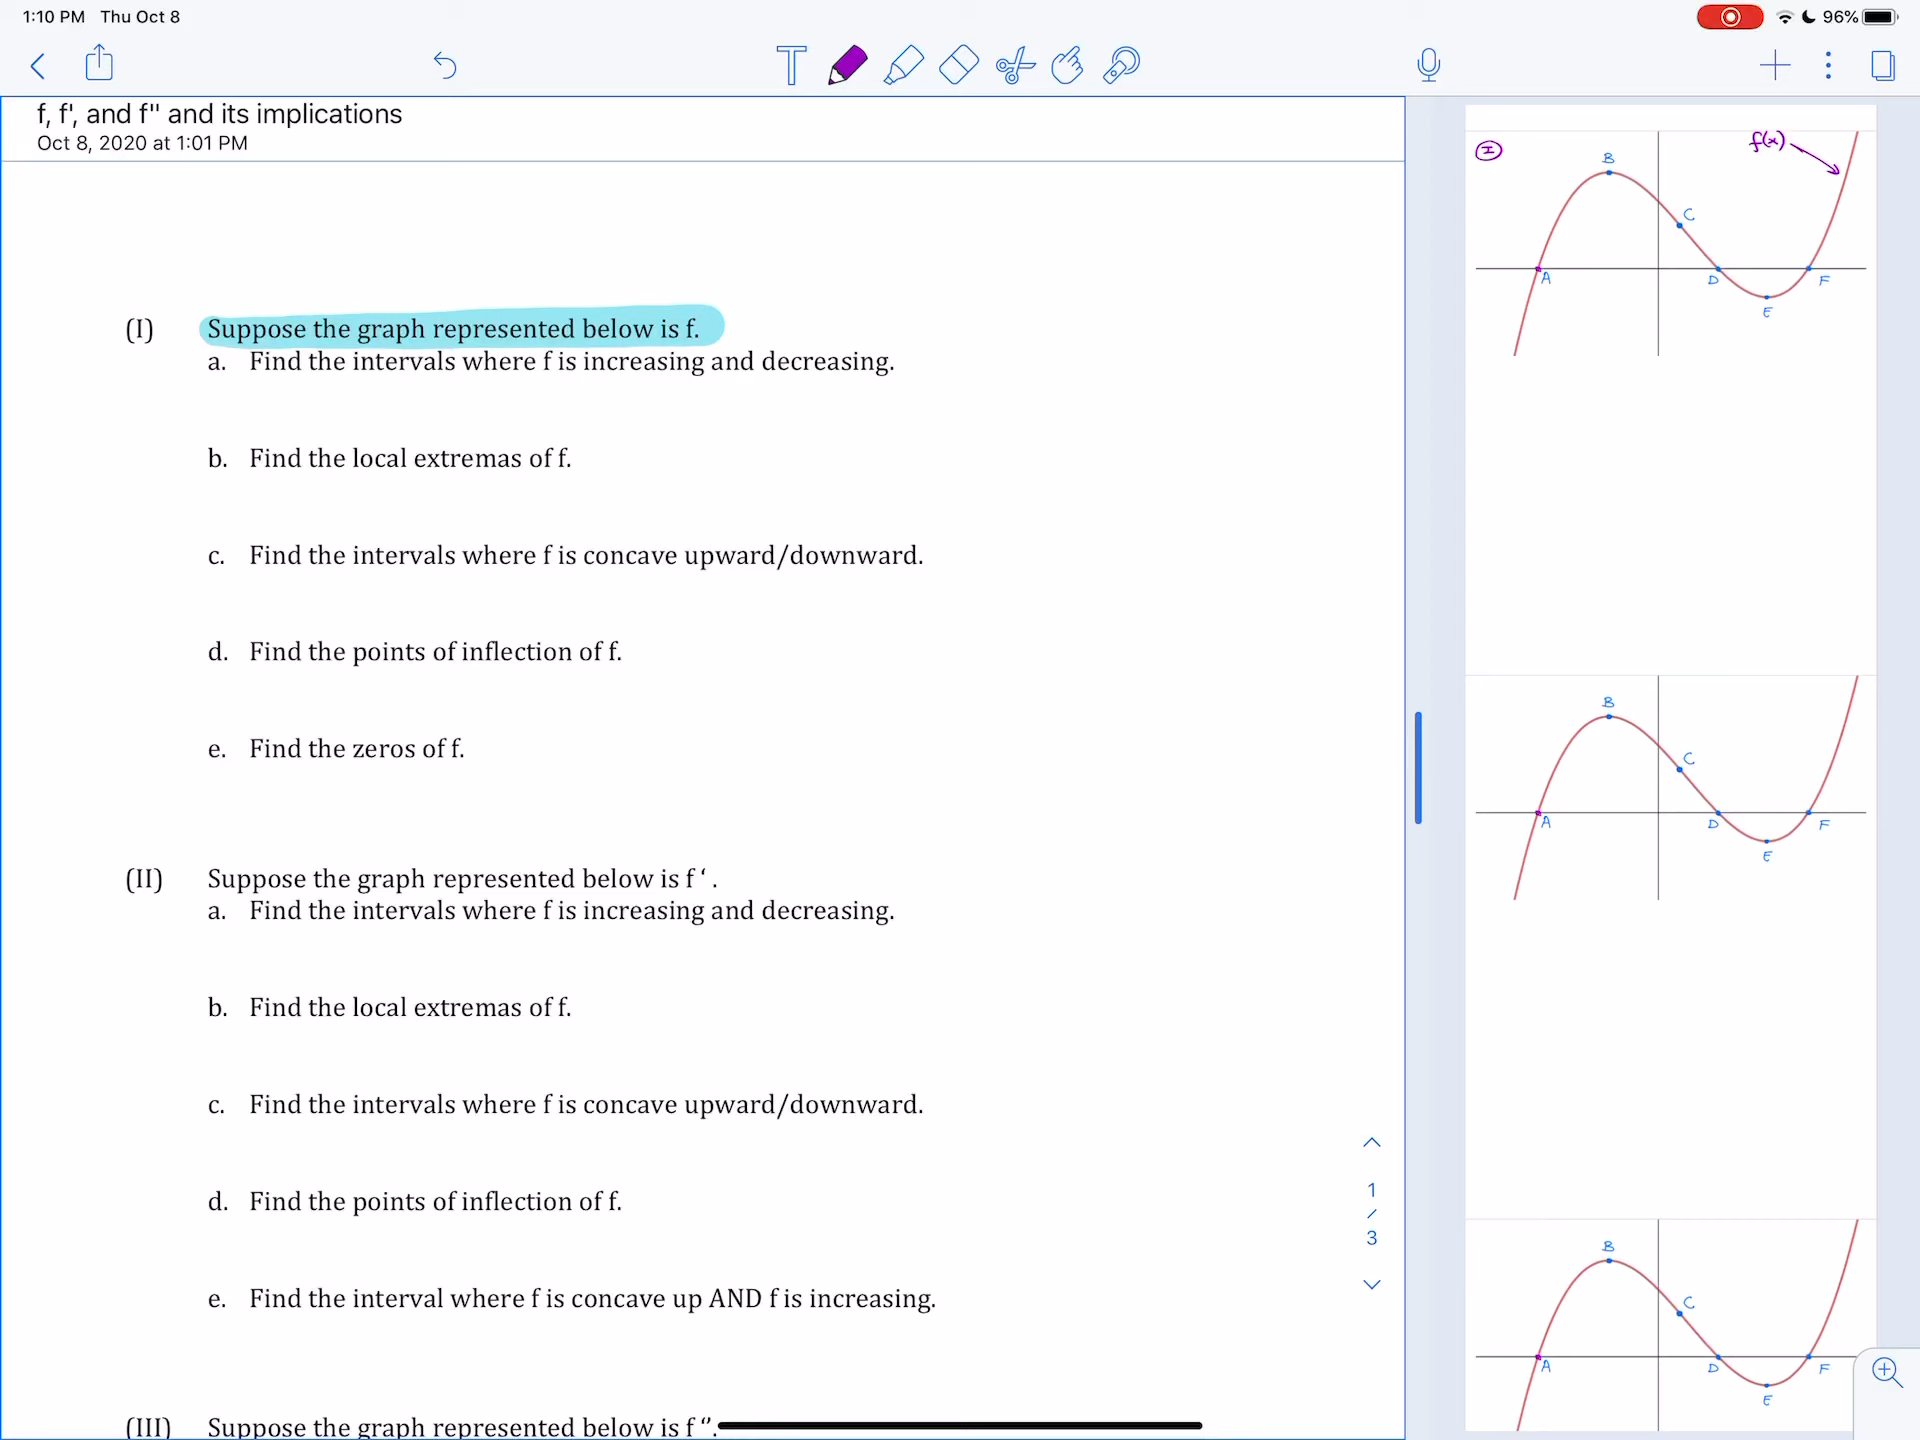 1:10 PM Thu Oct 8
96%
f, f', and f" and its implications
Oct 8, 2020 at 1:01 PM
(I) Suppose the graph represented below is f.
a. Find the intervals where f is increasing and decreasing.
b. Find the local extremas of f.
c. Find the intervals where f is concave upward/downward.
d. Find the points of inflection of f.
e. Find the zeros of f.
(II) Suppose the graph represented below is f ‘ .
a. Find the intervals where f is increasing and decreasing.
b. Find the local extremas of f.
c. Find the intervals where f is concave upward/downward.
d. Find the points of inflection of f.
e. Find the interval where f is concave up AND f is increasing.
(III) Suppose the graph represented below is f ‘’.
1
/
3
I
f(x)
B
C
A
D
F
E
B
C
A
D
F
E
B
C
A
D
F
E